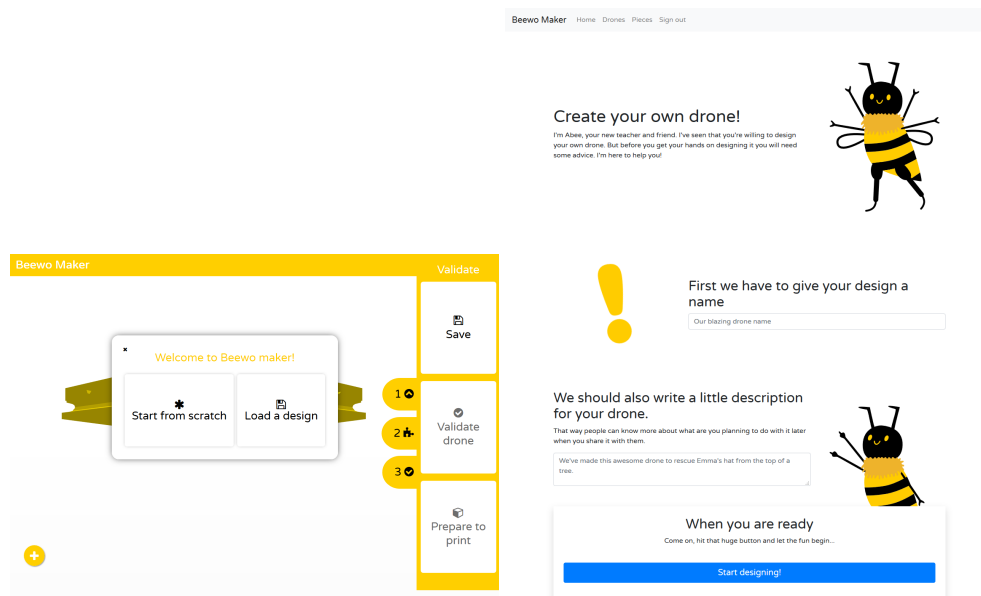 Beewo Maker
Validate
Save
Welcome to Beewo maker!
Start from scratch
Load a design
1
2
3
Validate
drone
Prepare to
print
Beewo Maker Home Drones Pieces Sign out
Create your own drone!
I'm Abee, your new teacher and friend. I've seen that you're willing to design
your own drone. But before you get your hands on designing it you will need
some advice. I'm here to help you!
First we have to give your design a
name
Our blazing drone name
We should also write a little description
for your drone.
That way people can know more about what are you planning to do with it later
when you share it with them.
We've made this awesome drone to rescue Emma's hat from the top of a
tree.
When you are ready
Come on, hit that huge button and let the fun begin...
Start designing!